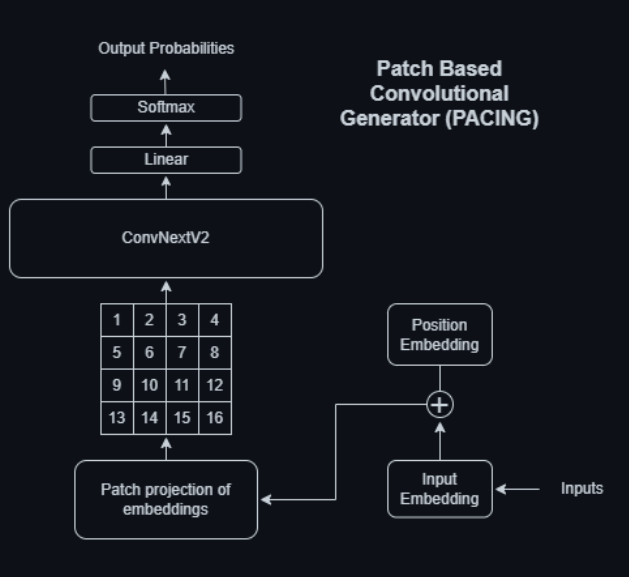 Output Probabilities
Patch Based
Convolutional
Generator (PACING)
Softmax
Linear
ConvNextV2
1 2 3 4
5 6 7 8
9 10 11 12
13 14 15 16
Position
Embedding
+
Patch projection of
embeddings
Input
Embedding
Inputs